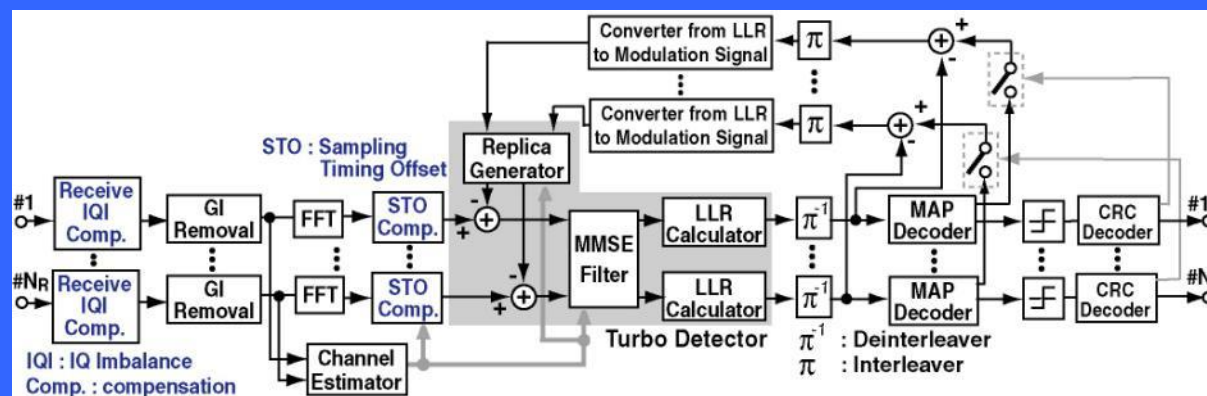 Converter from LLR
to Modulation Signal
π
+
-
Converter from LLR
to Modulation Signal
π
+
-
STO : Sampling
Timing Offset
Replica
Generator
#1
Receive
IQI
Comp.
GI
Removal
FFT
STO
Comp.
-
+
MMSE
Filter
LLR
Calculator
π-1
MAP
Decoder
CRC
Decoder
#1
#NR
Receive
IQI
Comp.
GI
Removal
FFT
STO
Comp.
-
+
LLR
Calculator
π-1
MAP
Decoder
CRC
Decoder
#N
Turbo Detector
Channel
Estimator
IQI : IQ Imbalance
Comp. : compensation
π-1 : Deinterleaver
π : Interleaver